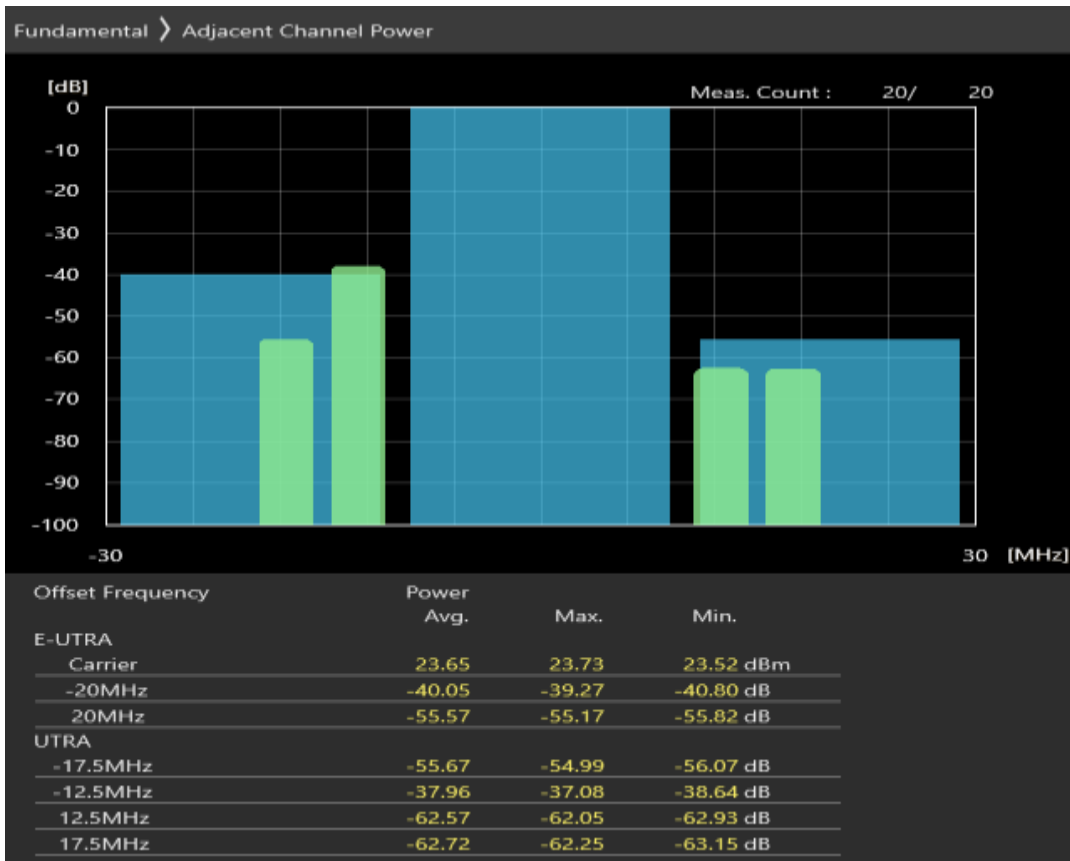 Fundamental 〉 Adjacent Channel Power
[dB]
Meas. Count : 20/ 20
0
-10
-20
-30
-40
-50
-60
-70
-80
-90
-100
-30 30 [MHz]
Offset Frequency Power
Avg. Max. Min.
E-UTRA
Carrier 23.65 23.73 23.52 dBm
-20MHz -40.05 -39.27 -40.80 dB
20MHz -55.57 -55.17 -55.82 dB
UTRA
-17.5MHz -55.67 -54.99 -56.07 dB
-12.5MHz -37.96 -37.08 -38.64 dB
12.5MHz -62.57 -62.05 -62.93 dB
17.5MHz -62.72 -62.25 -63.15 dB